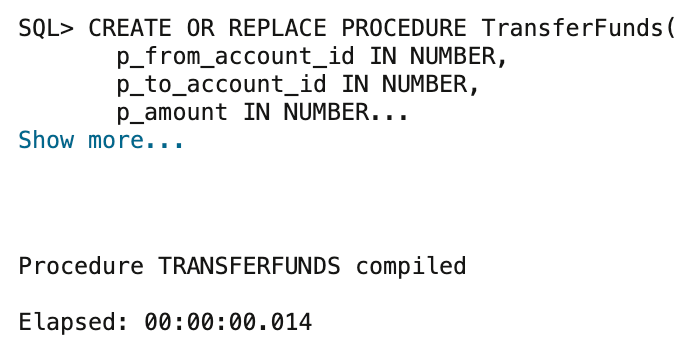 SQL> CREATE OR REPLACE PROCEDURE TransferFunds(
p_from_account_id IN NUMBER,
p_to_account_id IN NUMBER,
p_amount IN NUMBER...
Show more...
Procedure TRANSFERFUNDS compiled
Elapsed: 00:00:00.014